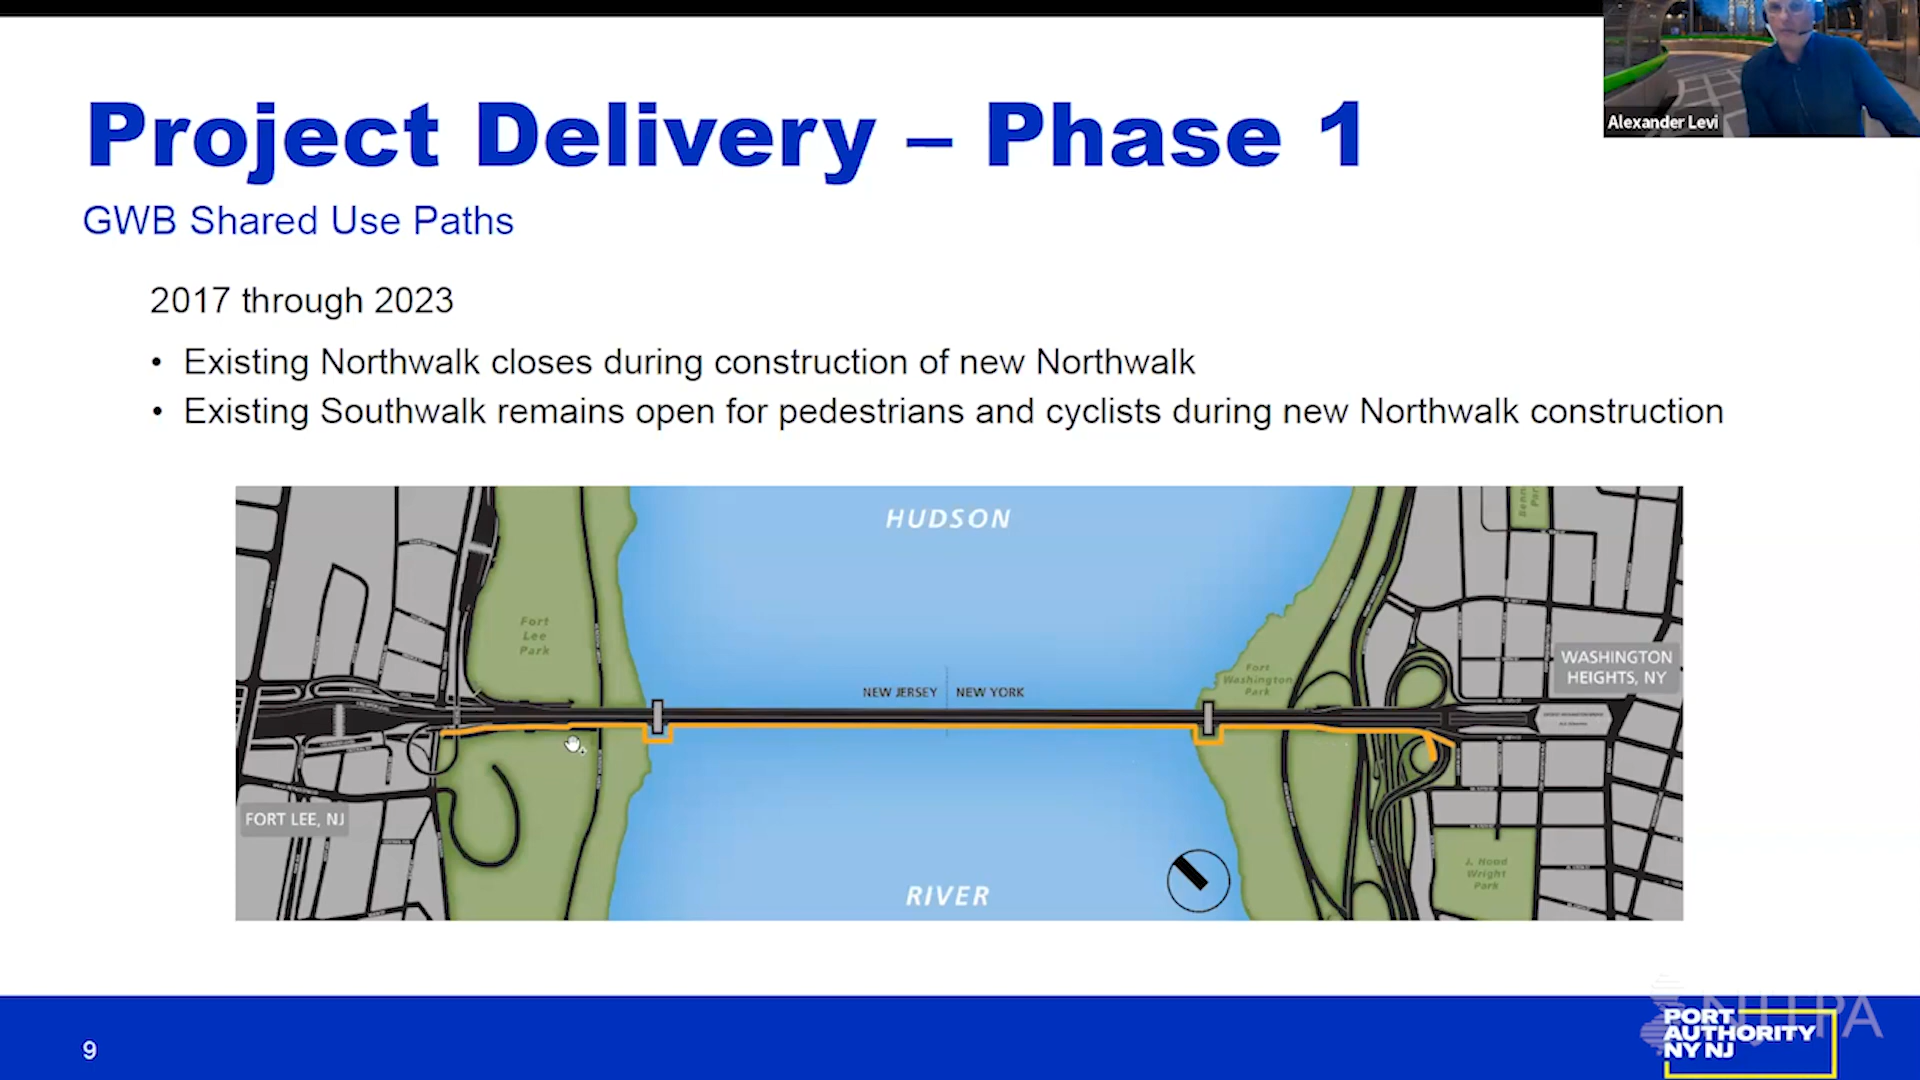 Alexander Levi
Project Delivery – Phase 1
GWB Shared Use Paths
2017 through 2023
• Existing Northwalk closes during construction of new Northwalk
• Existing Southwalk remains open for pedestrians and cyclists during new Northwalk construction
HUDSON
Fort
Lee
Park
NEW JERSEY
NEW YORK
Fort
Washington
Park
WASHINGTON
HEIGHTS, NY
FORT LEE, NJ
J. Hood
Wright
Park
RIVER
9
NJTPA
PORT
AUTHORITY
NY NJ